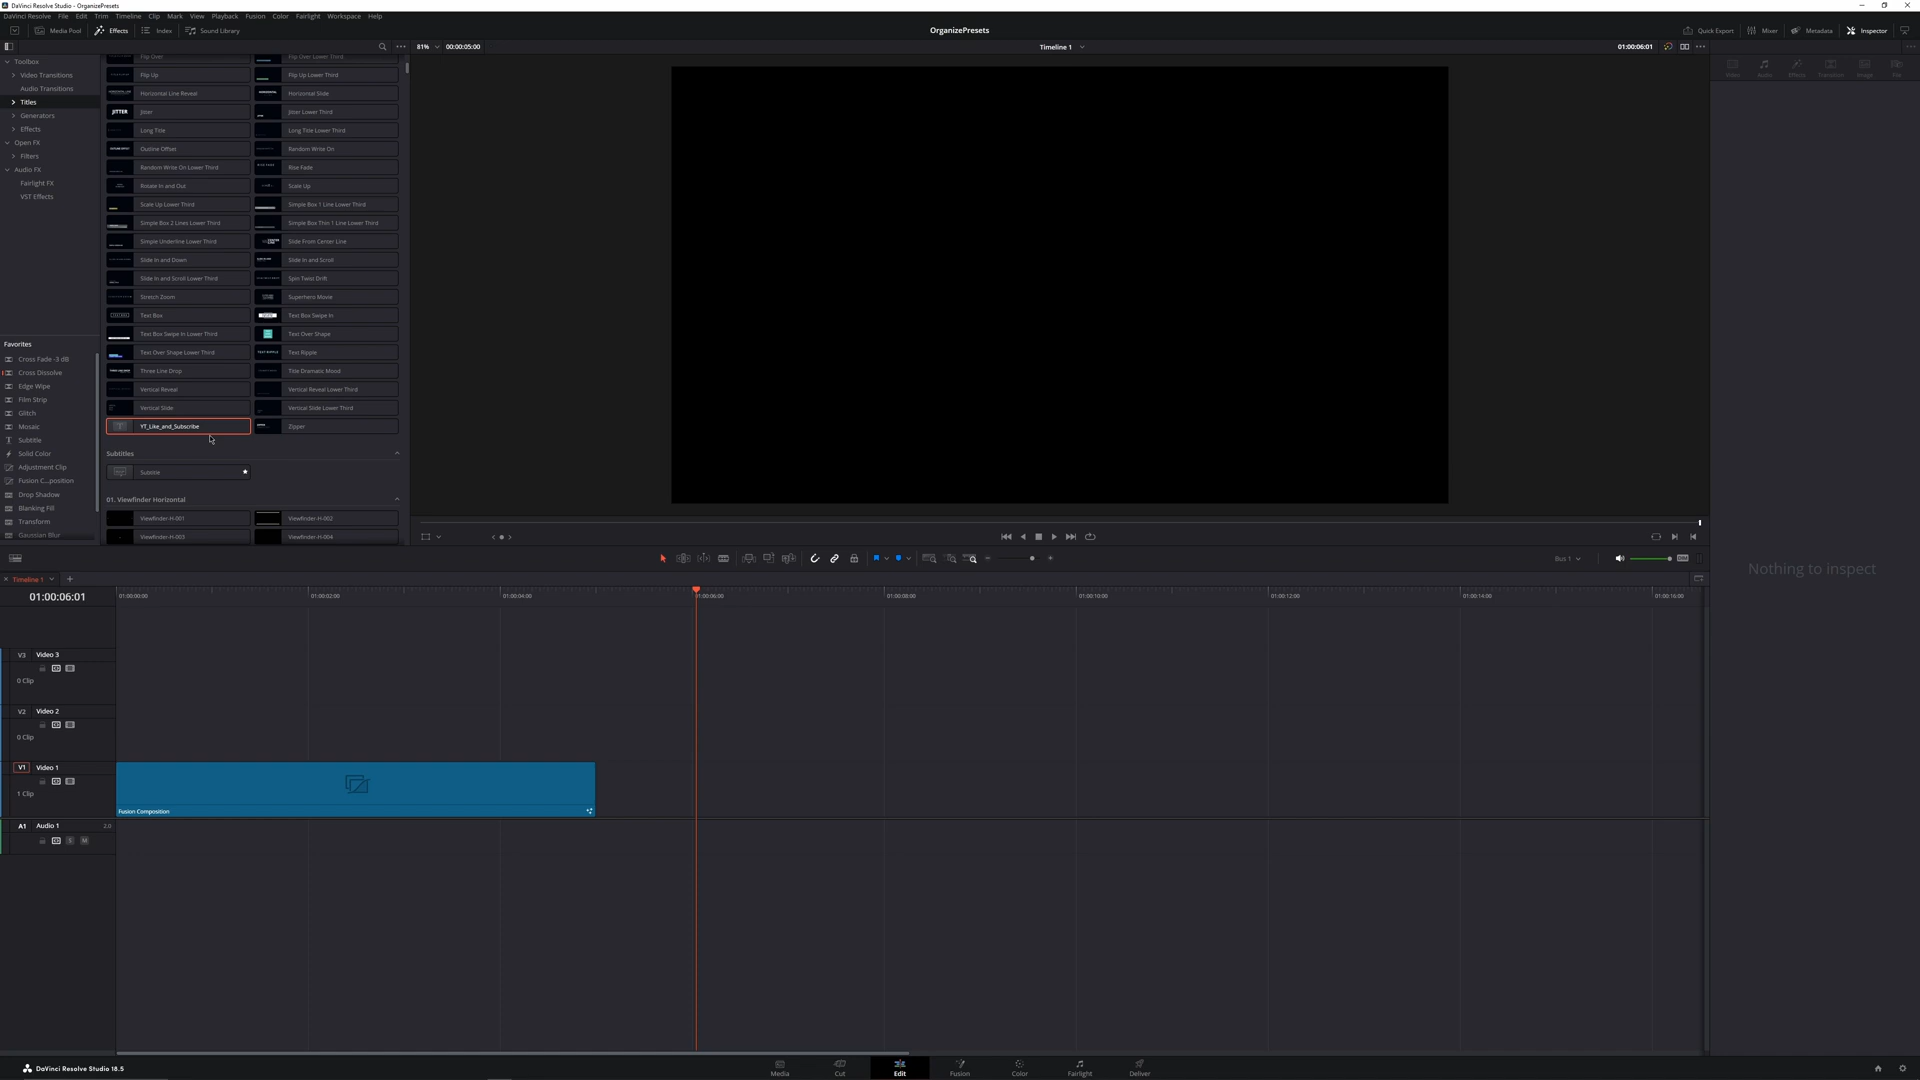 DaVinci Resolve Studio - OrganizePresets
DaVinci Resolve File Edit Trim Timeline Clip Mark View Playback Fusion Color Fairlight Workspace Help
Media Pool Effects Index Sound Library
OrganizePresets
Quick Export Mixer Metadata Inspector
81% 00:00:05:00
Timeline 1
01:00:06:01
Toolbox
Video Transitions
Audio Transitions
Titles
Generators
Effects
Open FX
Filters
Audio FX
Fairlight FX
VST Effects
Flip Over Flip Over Lower Third
Flip Up Flip Up Lower Third
Horizontal Line Reveal Horizontal Slide
Jitter Jitter Lower Third
Long Title Long Title Lower Third
Outline Offset Random Write On
Random Write On Lower Third Rise Fade
Rotate In and Out Scale Up
Scale Up Lower Third Simple Box 1 Line Lower Third
Simple Box 2 Lines Lower Third Simple Box Thin 1 Line Lower Third
Simple Underline Lower Third Slide From Center Line
Slide In and Down Slide In and Scroll
Slide In and Scroll Lower Third Spin Twist Drift
Stretch Zoom Superhero Movie
Text Box Text Box Swipe In
Text Box Swipe In Lower Third Text Over Shape
Text Over Shape Lower Third Text Ripple
Three Line Drop Title Dramatic Mood
Vertical Reveal Vertical Reveal Lower Third
Vertical Slide Vertical Slide Lower Third
YT_Like_and_Subscribe Zipper
Subtitles
Subtitle
01. Viewfinder Horizontal
Viewfinder-H-001 Viewfinder-H-002
Viewfinder-H-003 Viewfinder-H-004
Favorites
Cross Fade -3 dB
Cross Dissolve
Edge Wipe
Film Strip
Glitch
Mosaic
Subtitle
Solid Color
Adjustment Clip
Fusion C...position
Drop Shadow
Blanking Fill
Transform
Gaussian Blur
Video Audio Effects Transition Image File
Nothing to inspect
Bus 1
Timeline 1
01:00:06:01
01:00:00:00 01:00:02:00 01:00:04:00 01:00:06:00 01:00:08:00 01:00:10:00 01:00:12:00 01:00:14:00 01:00:16:00
V3 Video 3
0 Clip
V2 Video 2
0 Clip
V1 Video 1
1 Clip
Fusion Composition
A1 Audio 1 2.0
S M
DaVinci Resolve Studio 18.5
Media Cut Edit Fusion Color Fairlight Deliver